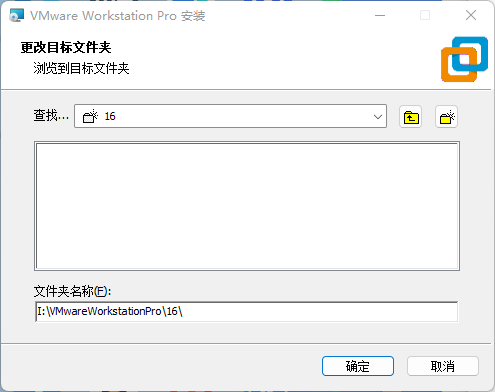 VMware Workstation Pro 安装
更改目标文件夹
浏览到目标文件夹
查找... 16
文件夹名称(F):
I:\VMwareWorkstationPro\16\
确定 取消